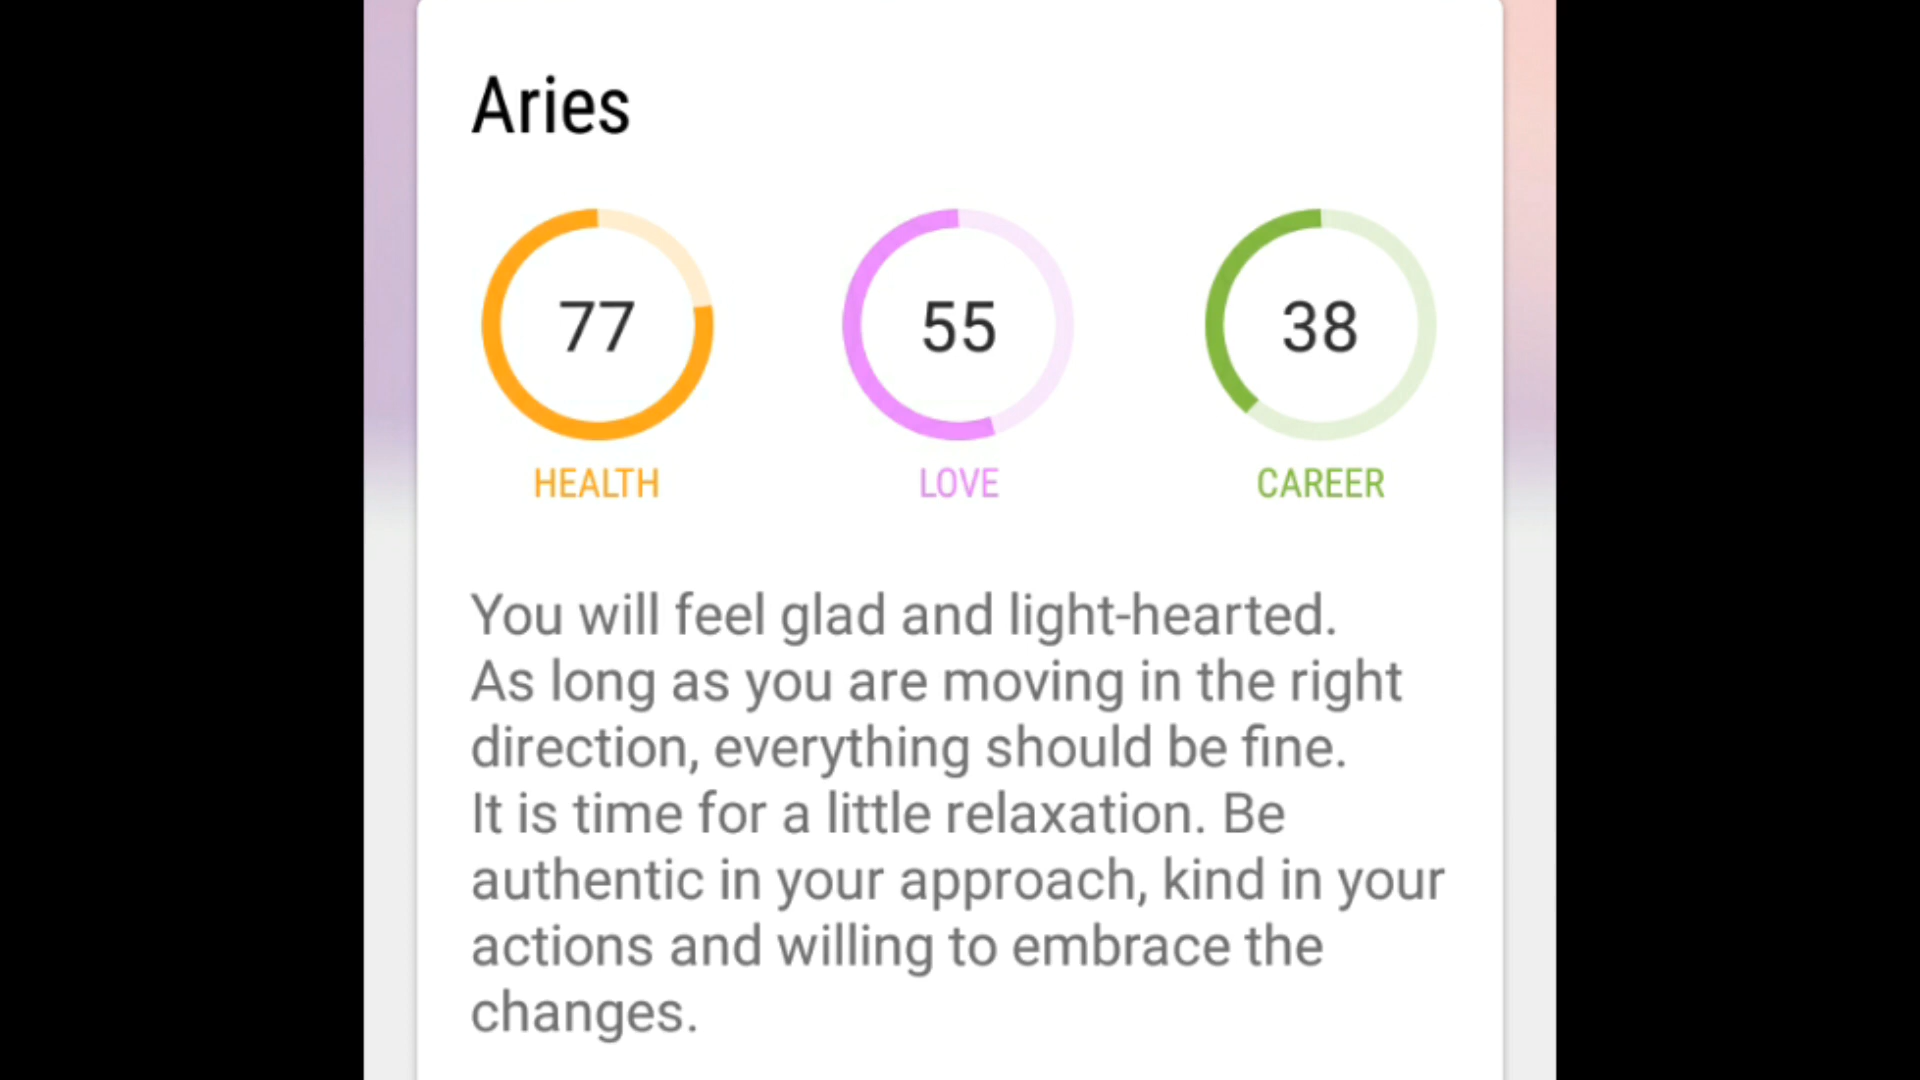 Aries
77 55 38
HEALTH LOVE CAREER
You will feel glad and light-hearted.
As long as you are moving in the right
direction, everything should be fine.
It is time for a little relaxation. Be
authentic in your approach, kind in your
actions and willing to embrace the
changes.